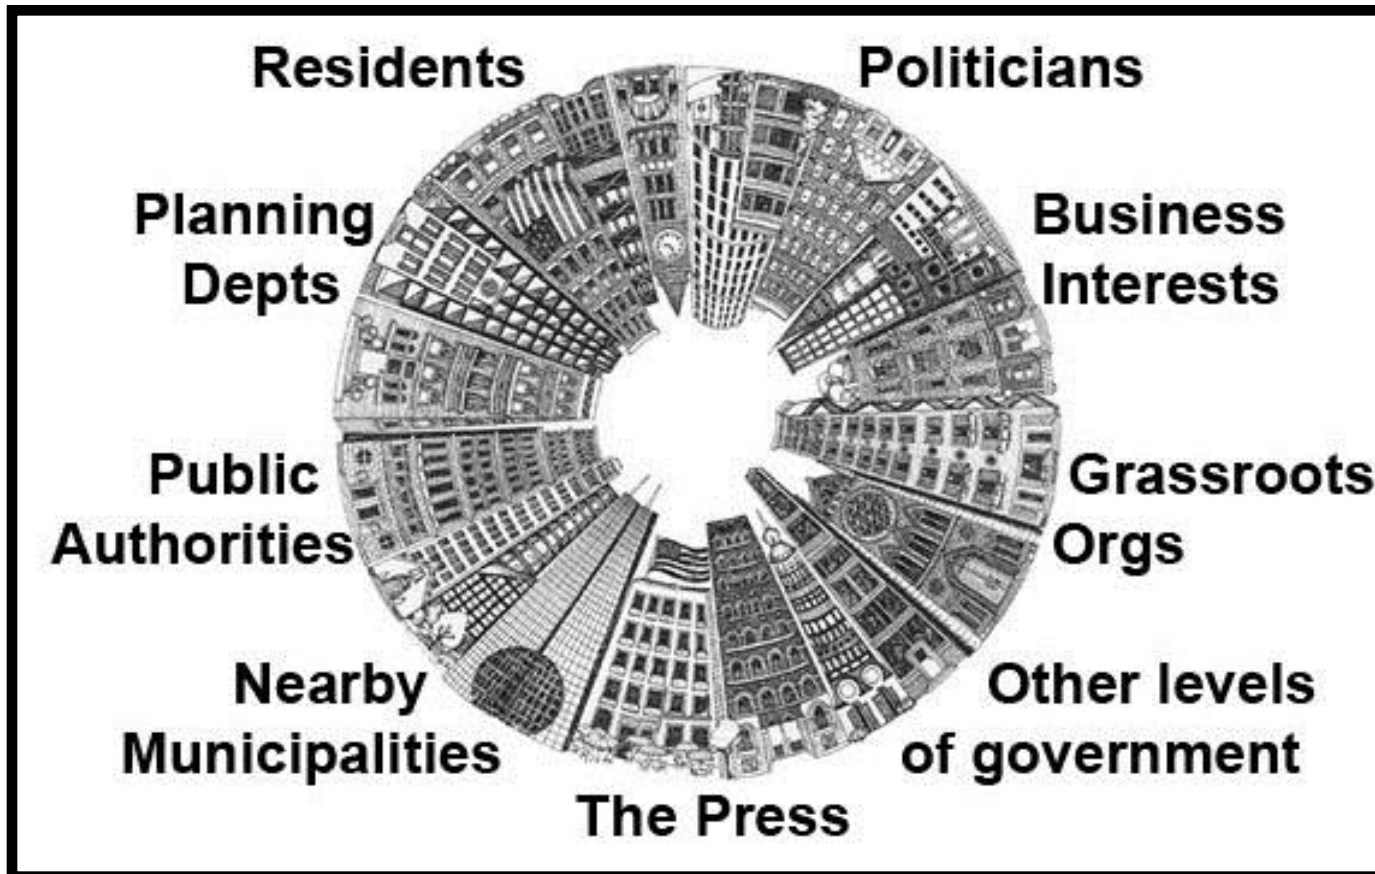 Residents
Politicians
Planning
Depts
Business
Interests
Public
Authorities
Grassroots
Orgs
Nearby
Municipalities
Other levels
of government
The Press